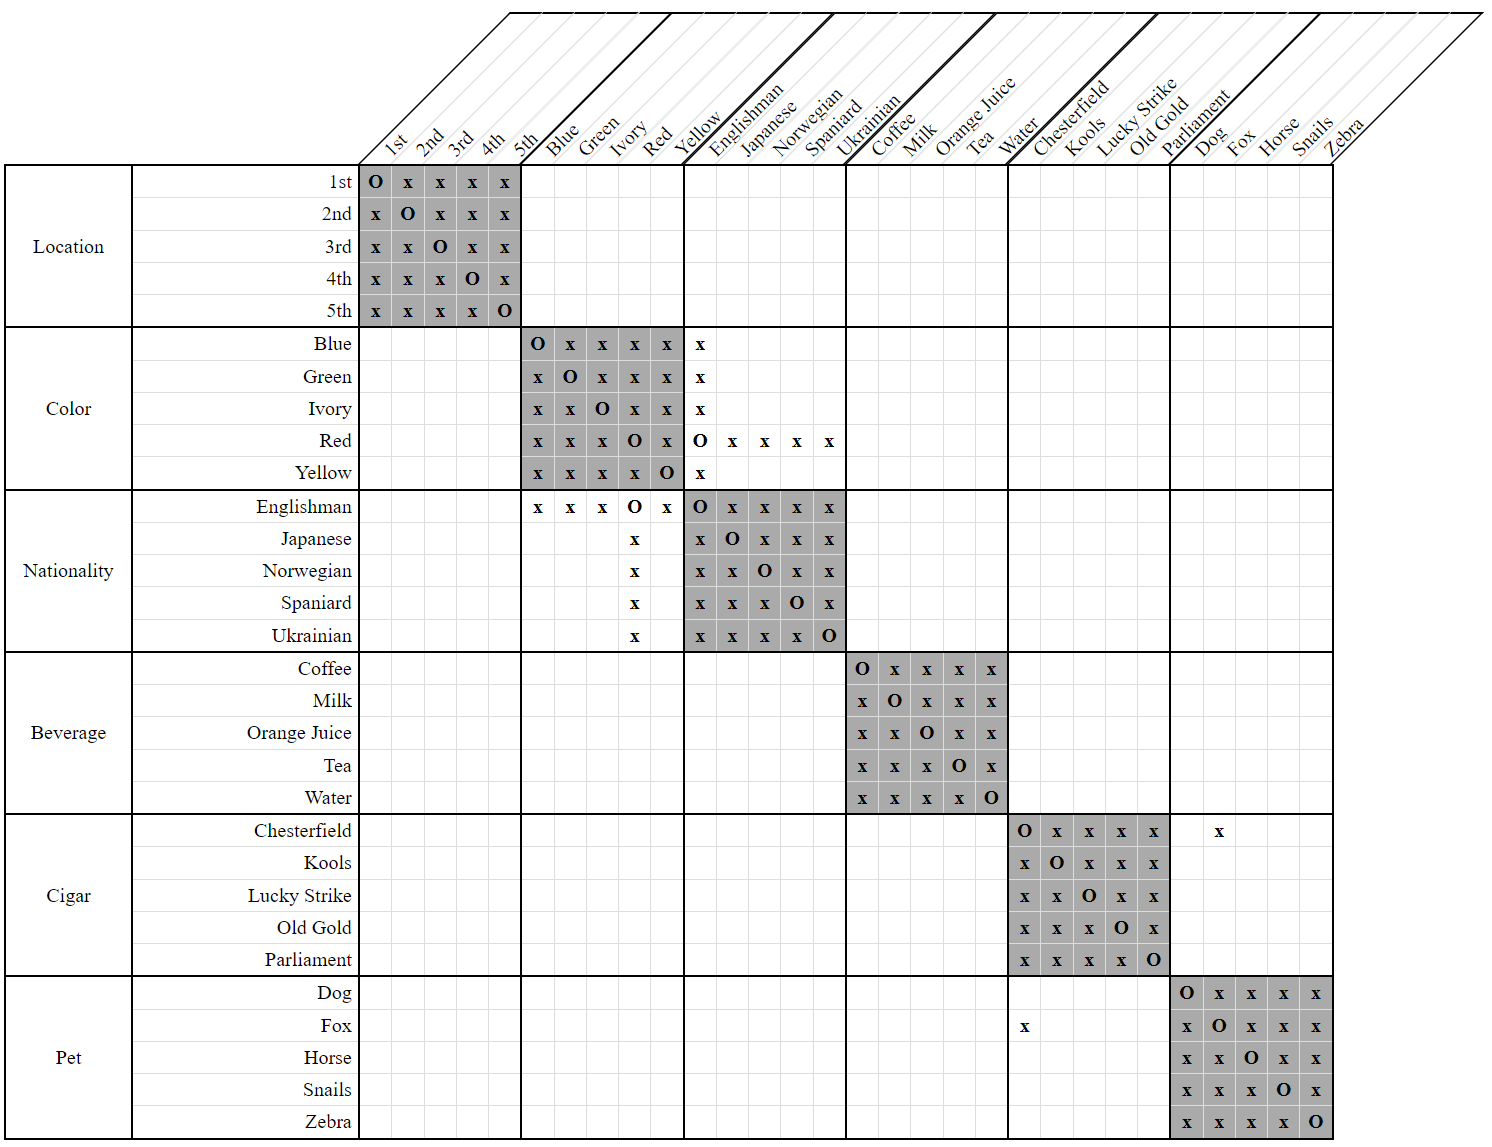 1st 2nd 3rd 4th 5th Blue Green Ivory Red Yellow Englishman Japanese Norwegian Spaniard Ukrainian Coffee Milk Orange Juice Tea Water Chesterfield Kools Lucky Strike Old Gold Parliament Dog Fox Horse Snails Zebra
1st O x x x x
2nd x O x x x
Location 3rd x x O x x
4th x x x O x
5th x x x x O
Blue O x x x x x
Green x O x x x x
Color Ivory x x O x x x
Red x x x O x O x x x x
Yellow x x x x O x
Englishman x x x O x O x x x x
Japanese x x O x x x
Nationality Norwegian x x x O x x
Spaniard x x x x O x
Ukrainian x x x x x O
Coffee O x x x x
Milk x O x x x
Beverage Orange Juice x x O x x
Tea x x x O x
Water x x x x O
Chesterfield O x x x x x
Kools x O x x x
Cigar Lucky Strike x x O x x
Old Gold x x x O x
Parliament x x x x O
Dog O x x x x
Fox x x O x x x
Pet Horse x x O x x
Snails x x x O x
Zebra x x x x O